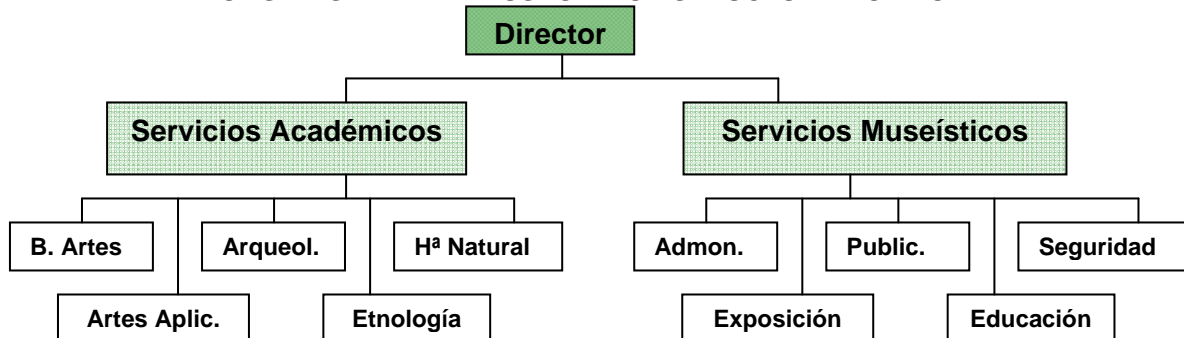 Director
Servicios Académicos
Servicios Museísticos
B. Artes
Arqueol.
Hª Natural
Admon.
Public.
Seguridad
Artes Aplic.
Etnología
Exposición
Educación